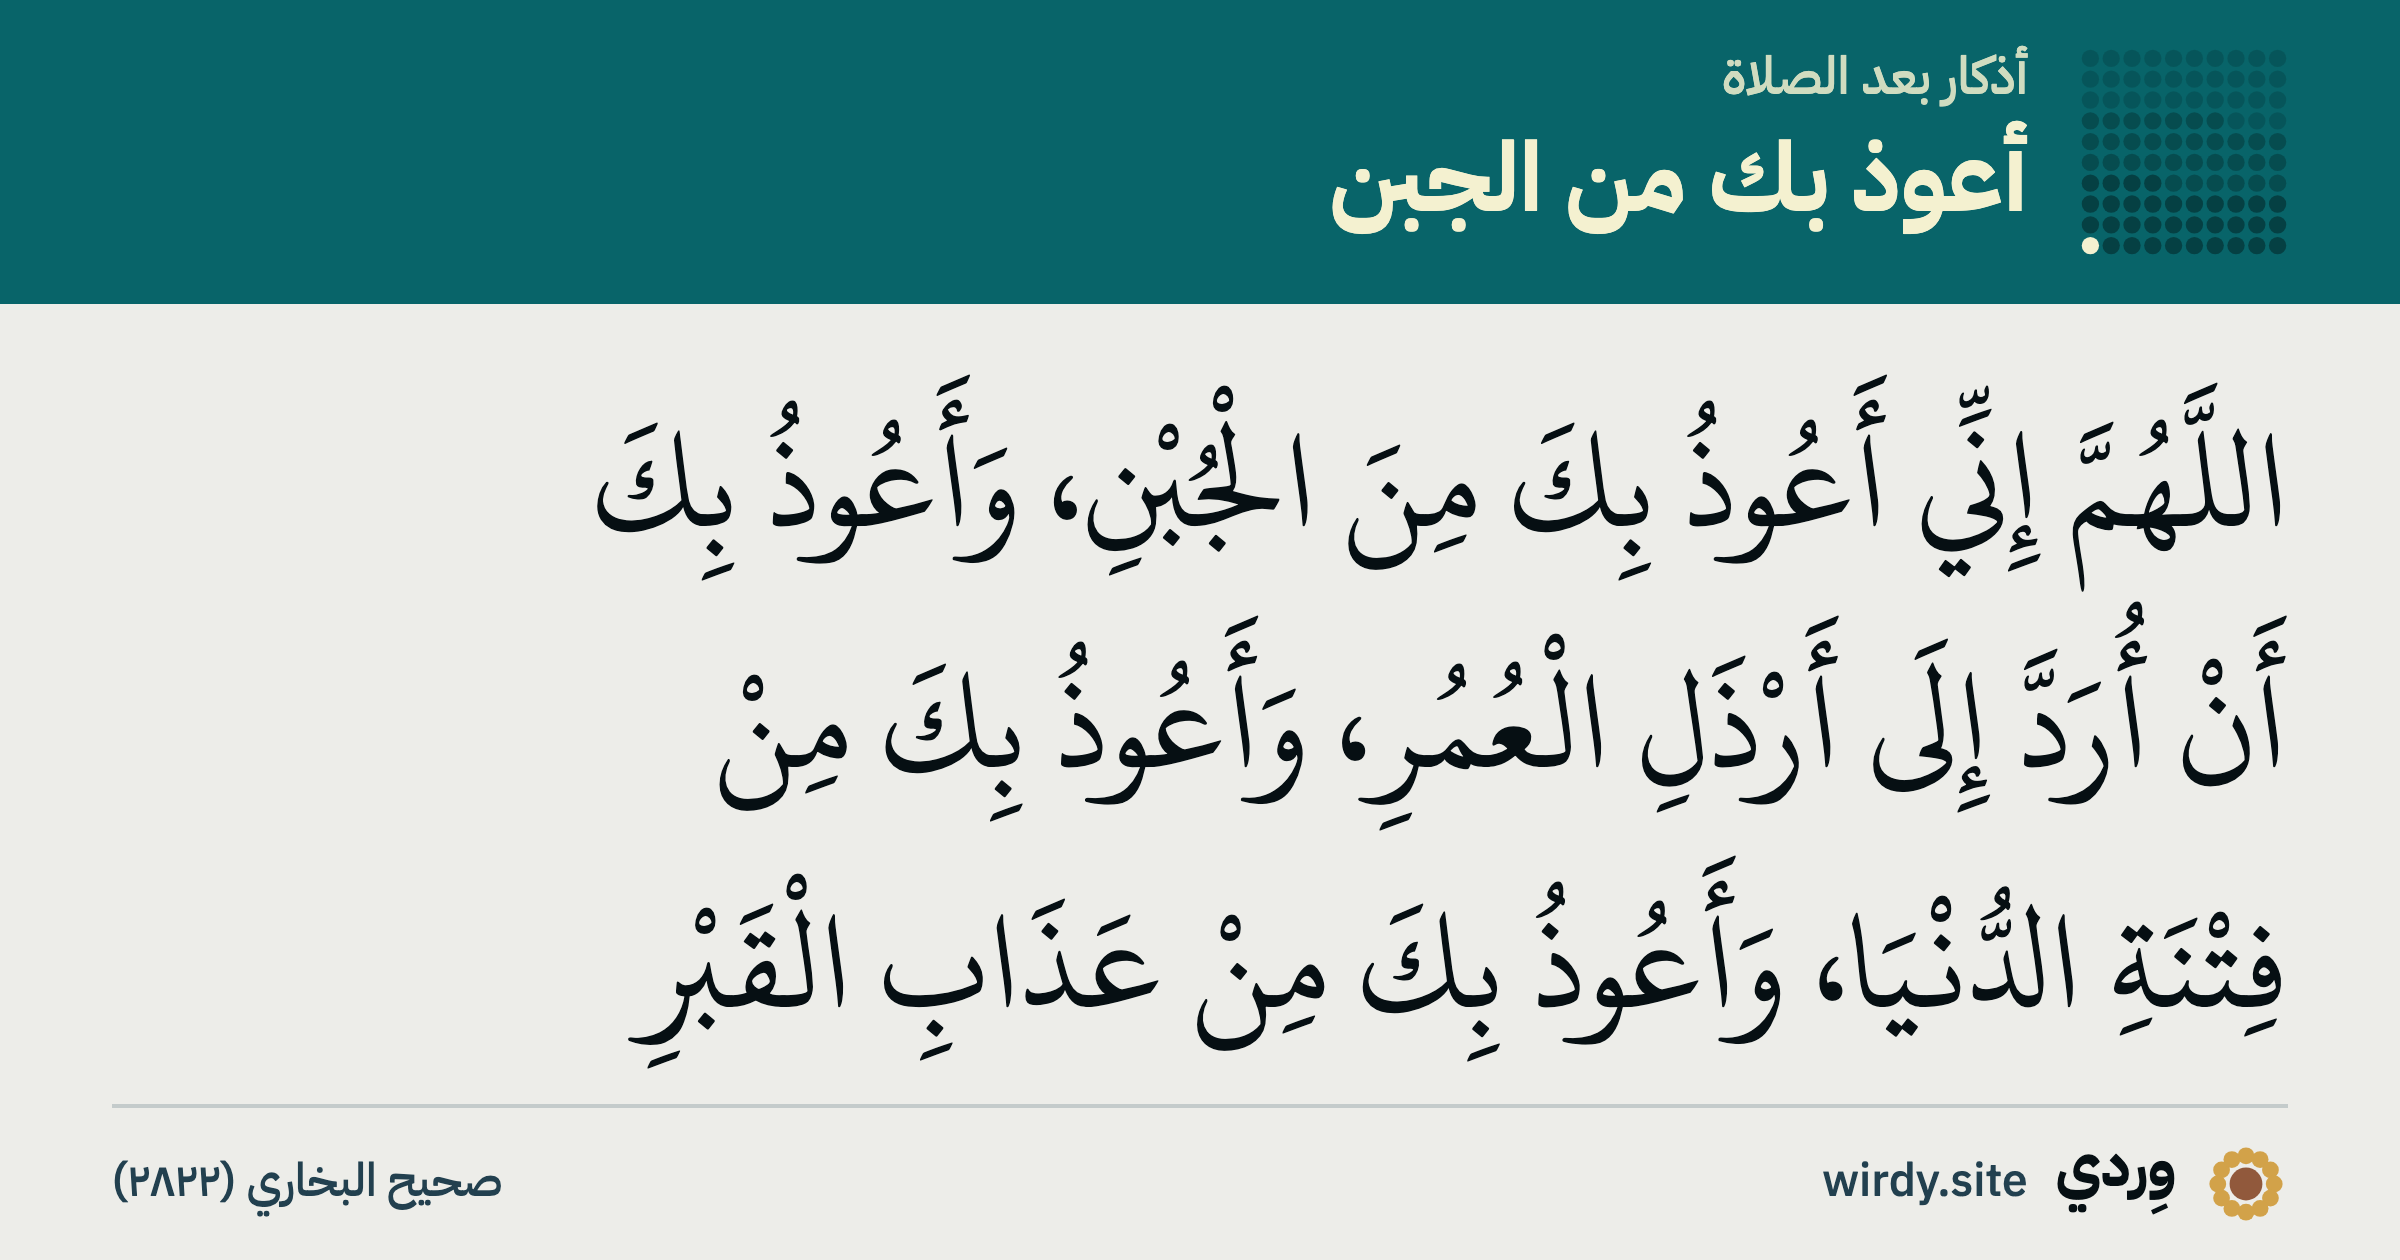 أذكار بعد الصلاة
أعوذ بك من الجبن
اللَّهُمَّ إِنِّي أَعُوذُ بِكَ مِنَ الْجُبْنِ، وَأَعُوذُ بِكَ
أَنْ أُرَدَّ إِلَى أَرْذَلِ الْعُمُرِ، وَأَعُوذُ بِكَ مِنْ
فِتْنَةِ الدُّنْيَا، وَأَعُوذُ بِكَ مِنْ عَذَابِ الْقَبْرِ
وِردي wirdy.site
صحيح البخاري (٢٨٢٢)